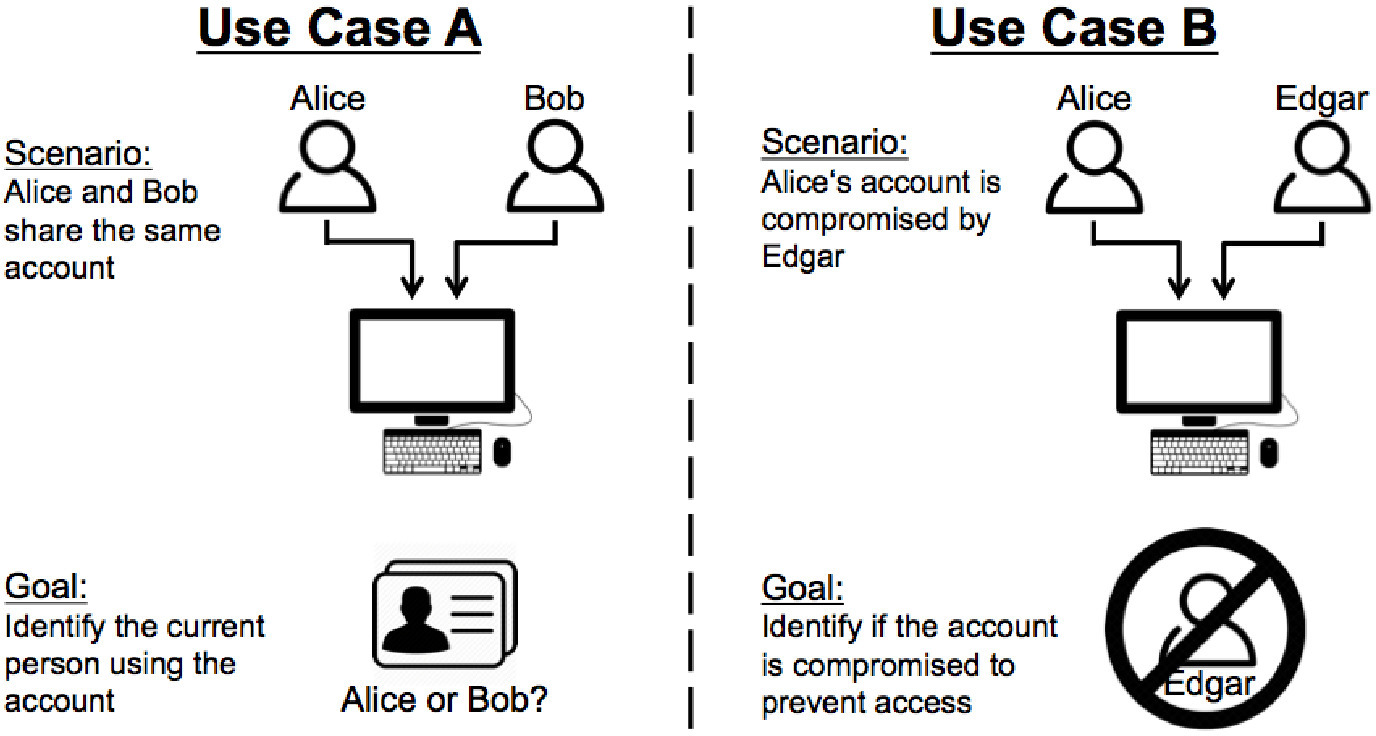 Use Case A
Alice
Bob
Scenario:
Alice and Bob
share the same
account
Goal:
Identify the current
person using the
account
Alice or Bob?
Use Case B
Alice
Edgar
Scenario:
Alice‘s account is
compromised by
Edgar
Goal:
Identify if the account
is compromised to
prevent access
Edgar